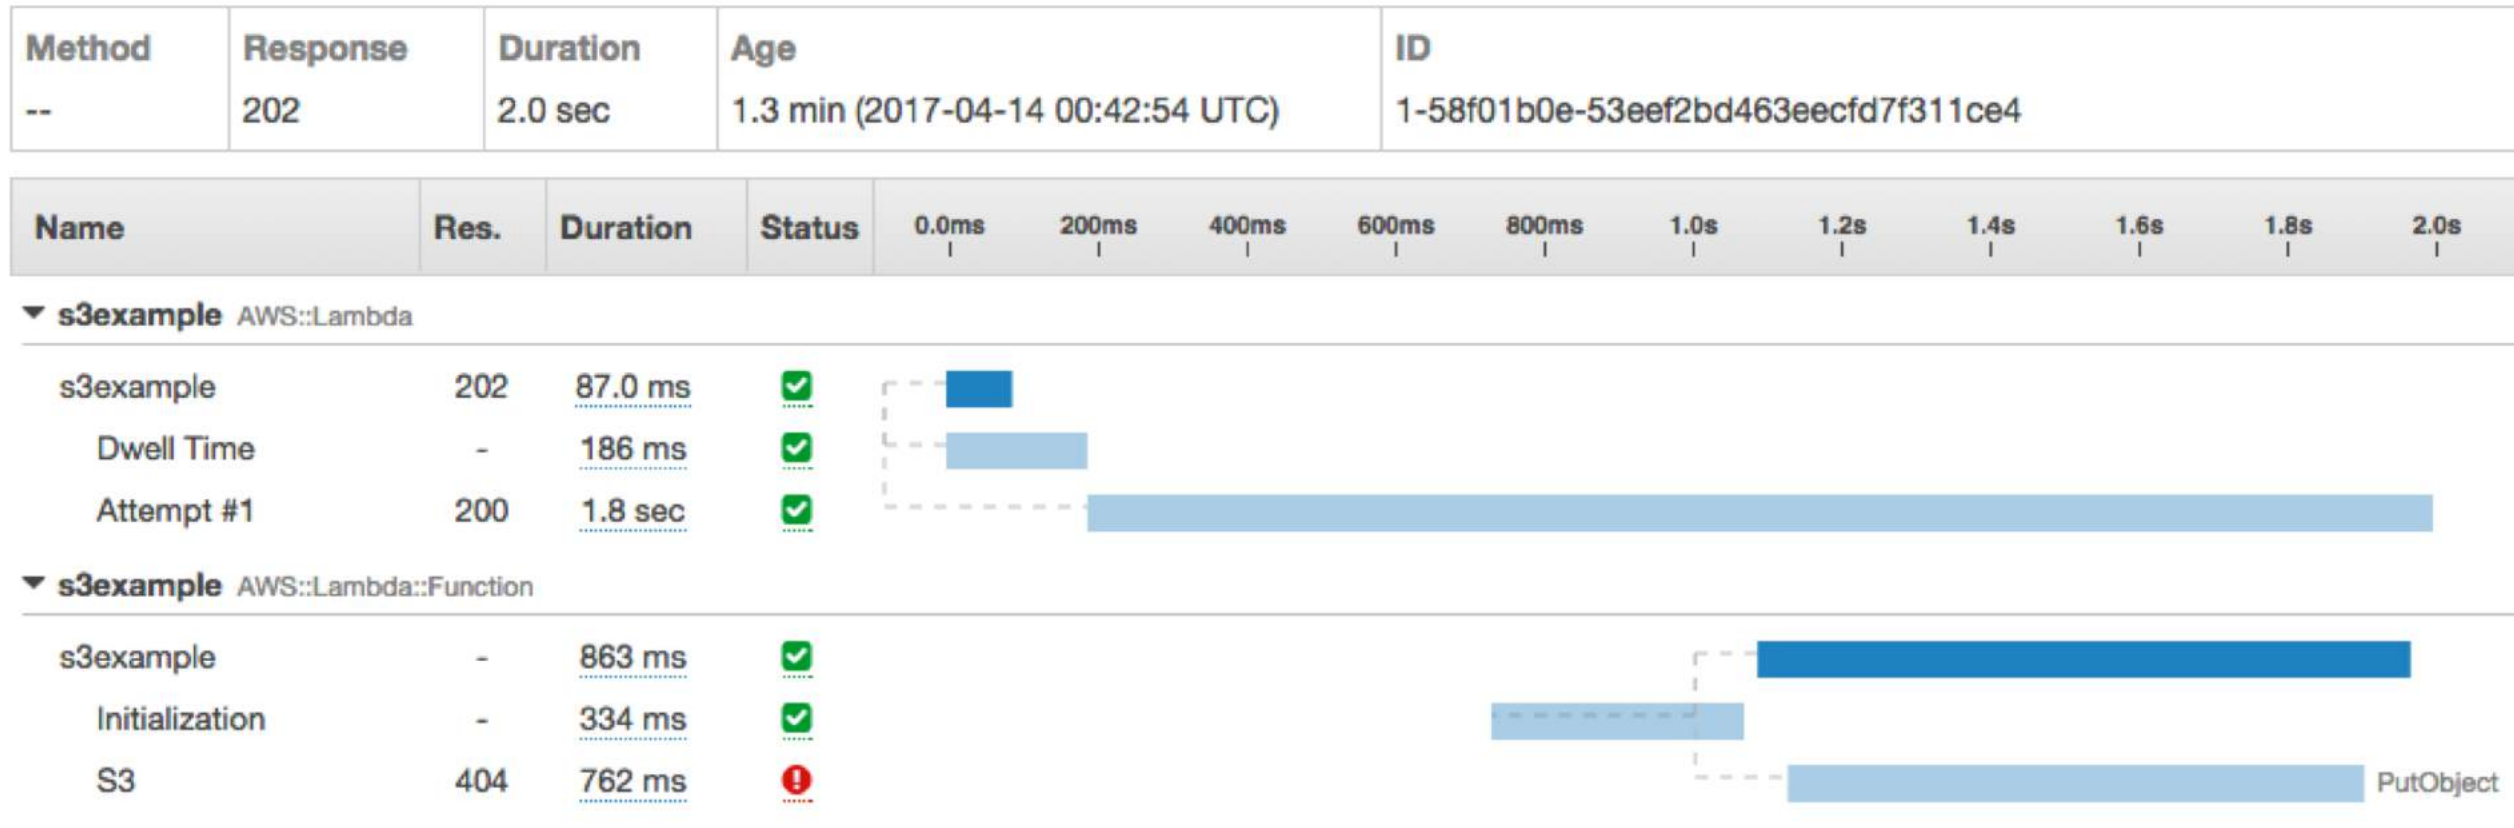 Method Response Duration Age ID
-- 202 2.0 sec 1.3 min (2017-04-14 00:42:54 UTC) 1-58f01b0e-53eef2bd463eecfd7f311ce4
Name Res. Duration Status 0.0ms 200ms 400ms 600ms 800ms 1.0s 1.2s 1.4s 1.6s 1.8s 2.0s
s3example AWS::Lambda
s3example 202 87.0 ms
Dwell Time - 186 ms
Attempt #1 200 1.8 sec
s3example AWS::Lambda::Function
s3example - 863 ms
Initialization - 334 ms
S3 404 762 ms PutObject